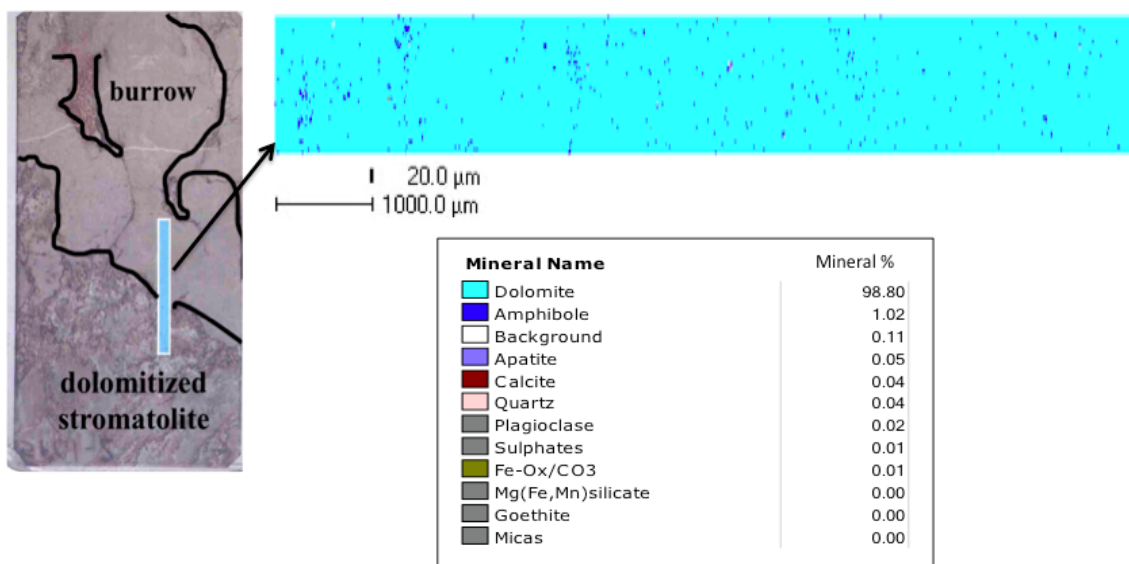 burrow
dolomitized
stromatolite
20.0 µm
1000.0 µm
Mineral Name Mineral %
Dolomite 98.80
Amphibole 1.02
Background 0.11
Apatite 0.05
Calcite 0.04
Quartz 0.04
Plagioclase 0.02
Sulphates 0.01
Fe-Ox/CO3 0.01
Mg(Fe,Mn)silicate 0.00
Goethite 0.00
Micas 0.00